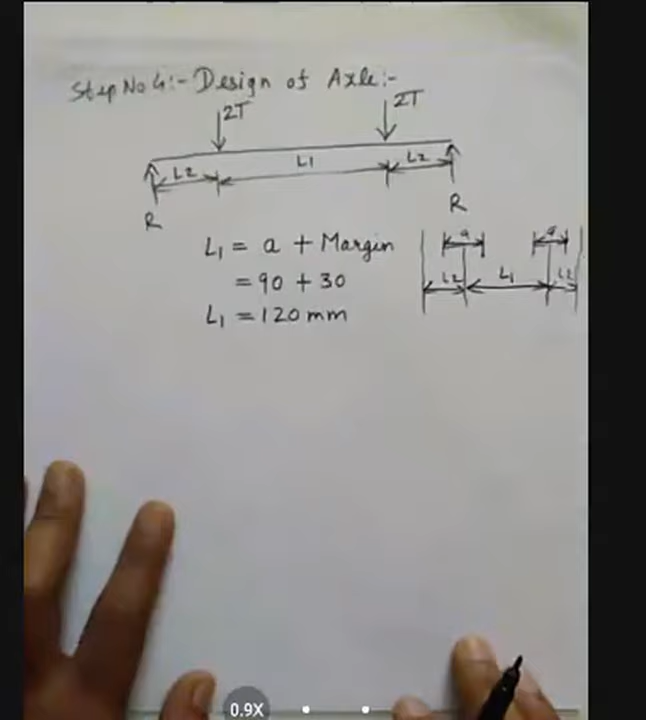 Step No 4:- Design of Axle:-
2T
2T
L2
L1
L2
R
R
L1 = a + Margin
= 90 + 30
L1 = 120 mm
a
a
L2
L1
L2
0.9X